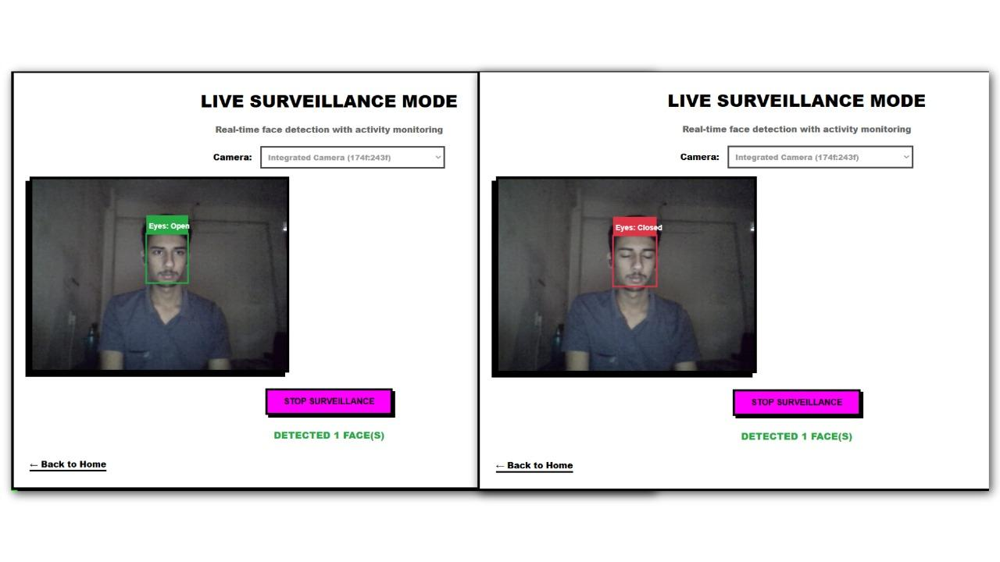 LIVE SURVEILLANCE MODE
Real-time face detection with activity monitoring
Camera: Integrated Camera (174f:243f)
Eyes: Open
STOP SURVEILLANCE
DETECTED 1 FACE(S)
← Back to Home
LIVE SURVEILLANCE MODE
Real-time face detection with activity monitoring
Camera: Integrated Camera (174f:243f)
Eyes: Closed
STOP SURVEILLANCE
DETECTED 1 FACE(S)
← Back to Home